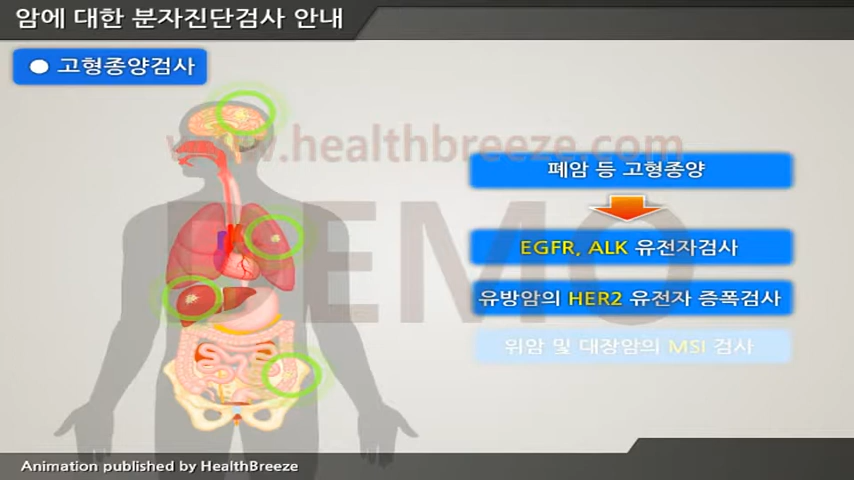 암에 대한 분자진단검사 안내
● 고형종양검사
www.healthbreeze.com
DEMO
폐암 등 고형종양
EGFR, ALK 유전자검사
유방암의 HER2 유전자 증폭검사
위암 및 대장암의 MSI 검사
Animation published by HealthBreeze